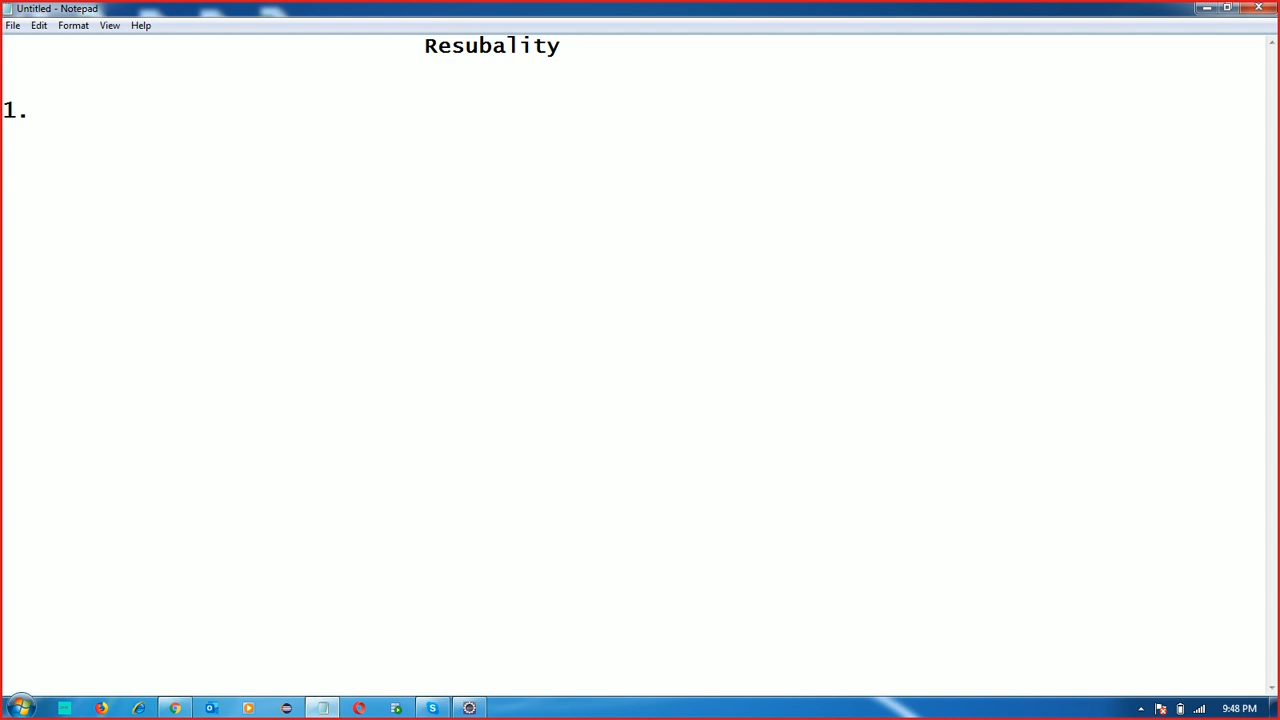 Untitled - Notepad
File Edit Format View Help
Resubality
1.
9:48 PM